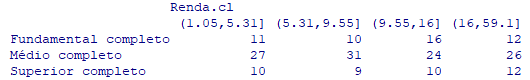 Renda.cl
(1.05,5.31] (5.31,9.55] (9.55,16] (16,59.1]
Fundamental completo 11 10 16 12
Médio completo 27 31 24 26
Superior completo 10 9 10 12